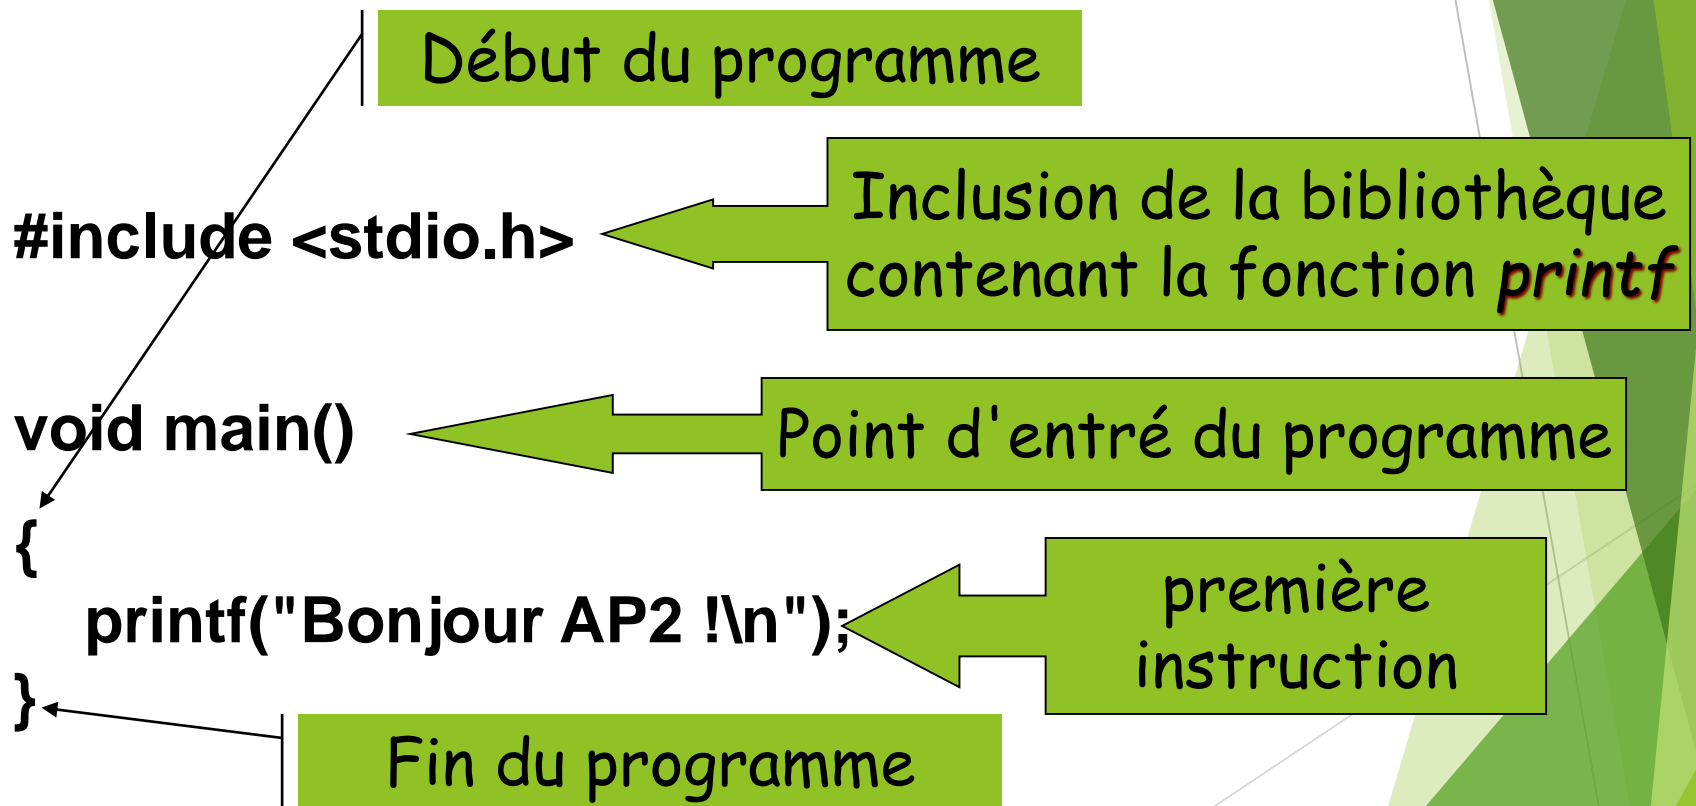 Début du programme
Inclusion de la bibliothèque
#include <stdio.h>
contenant la fonction printf
void main()
Point d'entré du programme
{
première
printf("Bonjour AP2 !\n");
instruction
}
Fin du programme